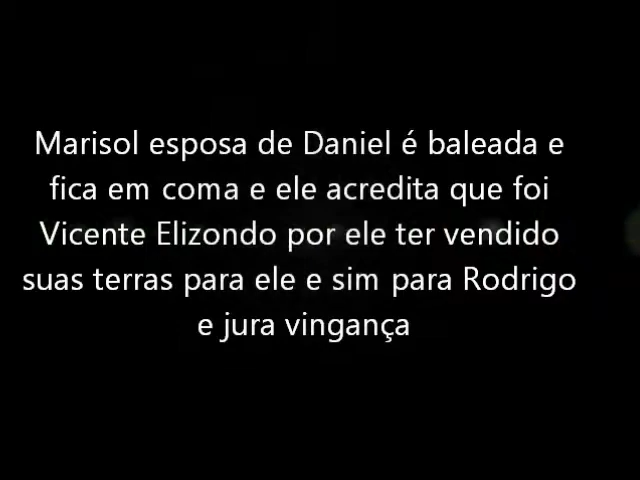 Marisol esposa de Daniel é baleada e
fica em coma e ele acredita que foi
Vicente Elizondo por ele ter vendido
suas terras para ele e sim para Rodrigo
e jura vingança